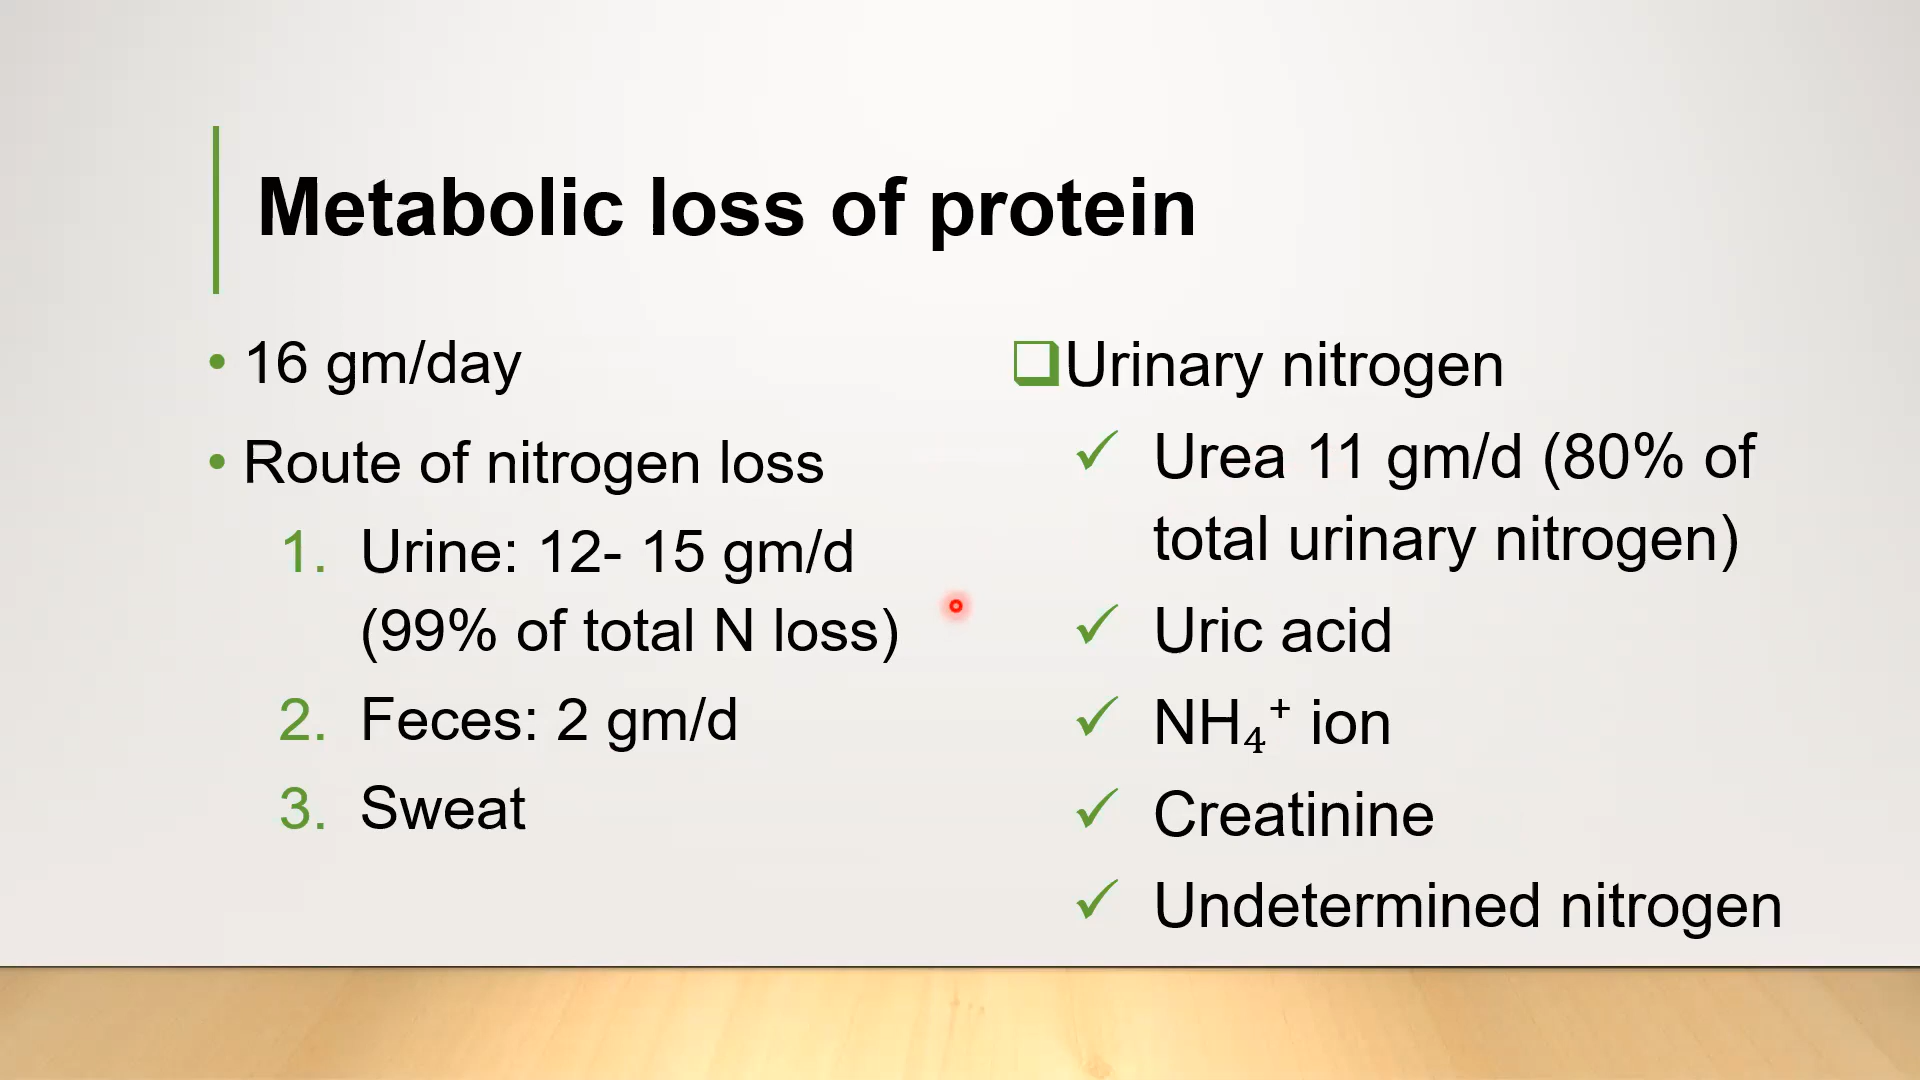 Metabolic loss of protein
• 16 gm/day
• Route of nitrogen loss
1. Urine: 12- 15 gm/d
(99% of total N loss)
2. Feces: 2 gm/d
3. Sweat
❑Urinary nitrogen
✓ Urea 11 gm/d (80% of
total urinary nitrogen)
✓ Uric acid
✓ NH₄⁺ ion
✓ Creatinine
✓ Undetermined nitrogen